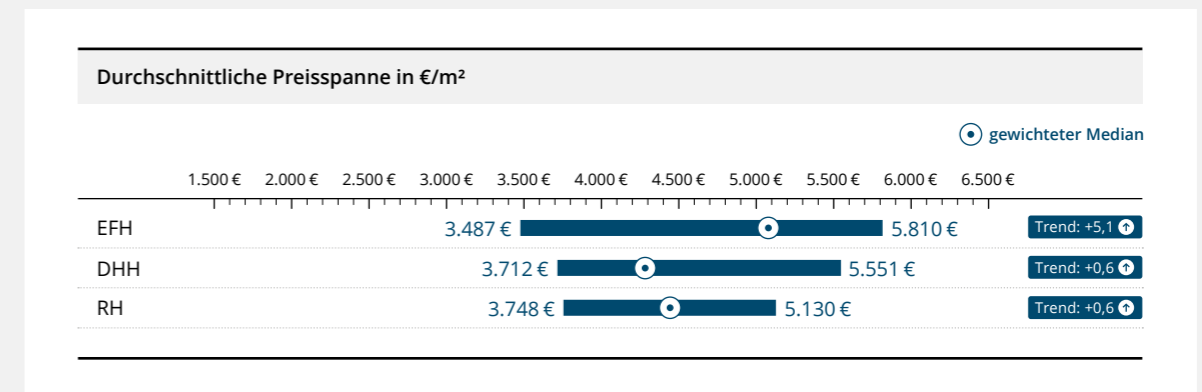 Durchschnittliche Preisspanne in €/m²
gewichteter Median
1.500 € 2.000 € 2.500 € 3.000 € 3.500 € 4.000 € 4.500 € 5.000 € 5.500 € 6.000 € 6.500 €
EFH 3.487 € 5.810 € Trend: +5,1
DHH 3.712 € 5.551 € Trend: +0,6
RH 3.748 € 5.130 € Trend: +0,6